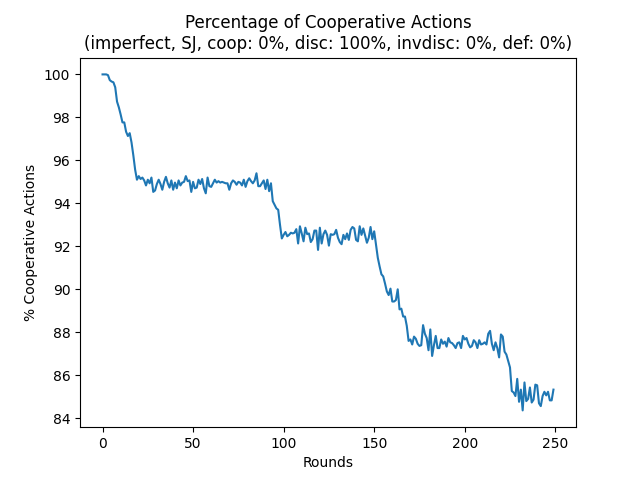 Percentage of Cooperative Actions
(imperfect, SJ, coop: 0%, disc: 100%, invdisc: 0%, def: 0%)
% Cooperative Actions
100
98
96
94
92
90
88
86
84
0 50 100 150 200 250
Rounds